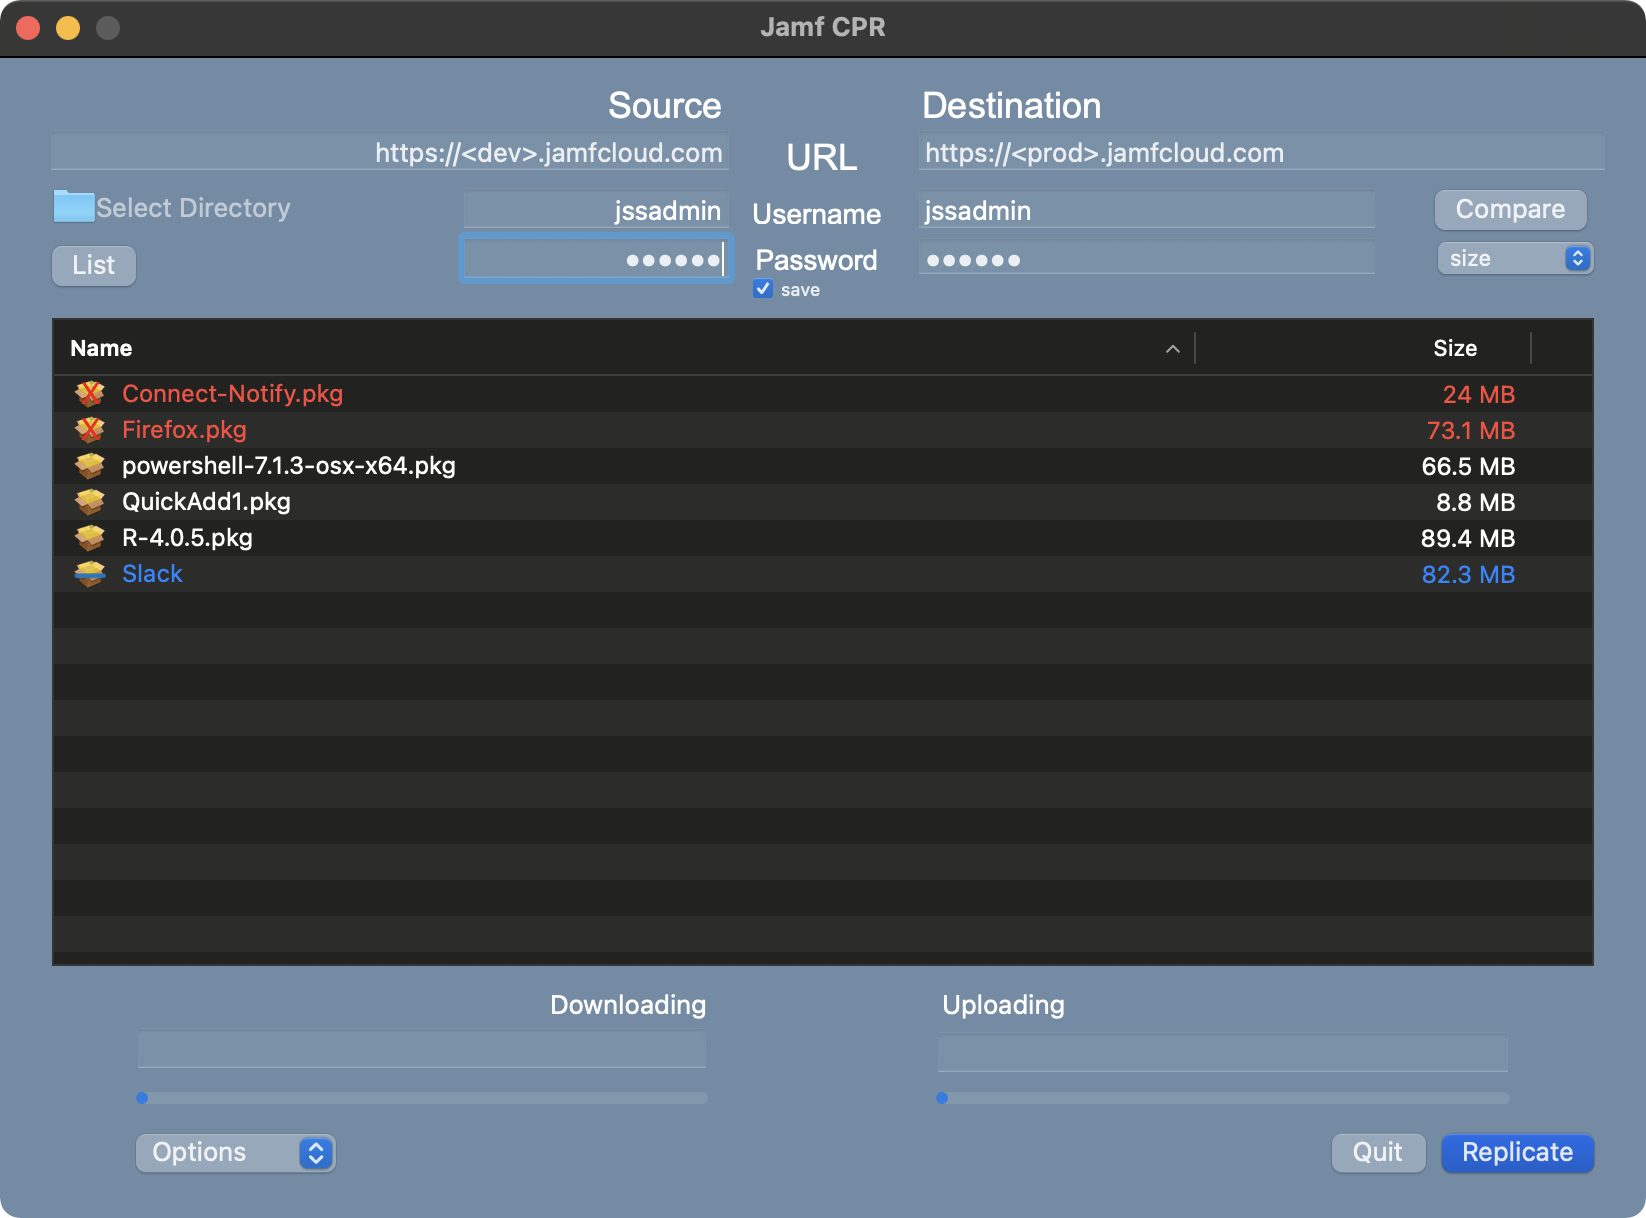 Jamf CPR
Source
Destination
https://<dev>.jamfcloud.com
URL
https://<prod>.jamfcloud.com
Select Directory
jssadmin
Username
jssadmin
Compare
List
●●●●●●
Password
●●●●●●
size
save
Name
Size
Connect-Notify.pkg 24 MB
Firefox.pkg 73.1 MB
powershell-7.1.3-osx-x64.pkg 66.5 MB
QuickAdd1.pkg 8.8 MB
R-4.0.5.pkg 89.4 MB
Slack 82.3 MB
Downloading
Uploading
Options
Quit
Replicate